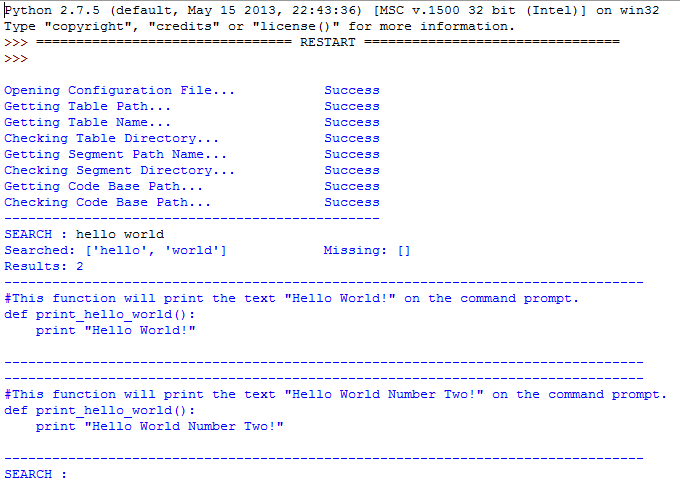 Python 2.7.5 (default, May 15 2013, 22:43:36) [MSC v.1500 32 bit (Intel)] on win32
Type "copyright", "credits" or "license()" for more information.
>>> ================================ RESTART ================================
>>>
Opening Configuration File...           Success
Getting Table Path...                   Success
Getting Table Name...                   Success
Checking Table Directory...             Success
Getting Segment Path Name...            Success
Checking Segment Directory...           Success
Getting Code Base Path...               Success
Checking Code Base Path...              Success
-----------------------------------------------
SEARCH : hello world
Searched: ['hello', 'world']            Missing: []
Results: 2
--------------------------------------------------------------------------------
#This function will print the text "Hello World!" on the command prompt.
def print_hello_world():
    print "Hello World!"
--------------------------------------------------------------------------------
--------------------------------------------------------------------------------
#This function will print the text "Hello World Number Two!" on the command prompt.
def print_hello_world():
    print "Hello World Number Two!"
--------------------------------------------------------------------------------
SEARCH :